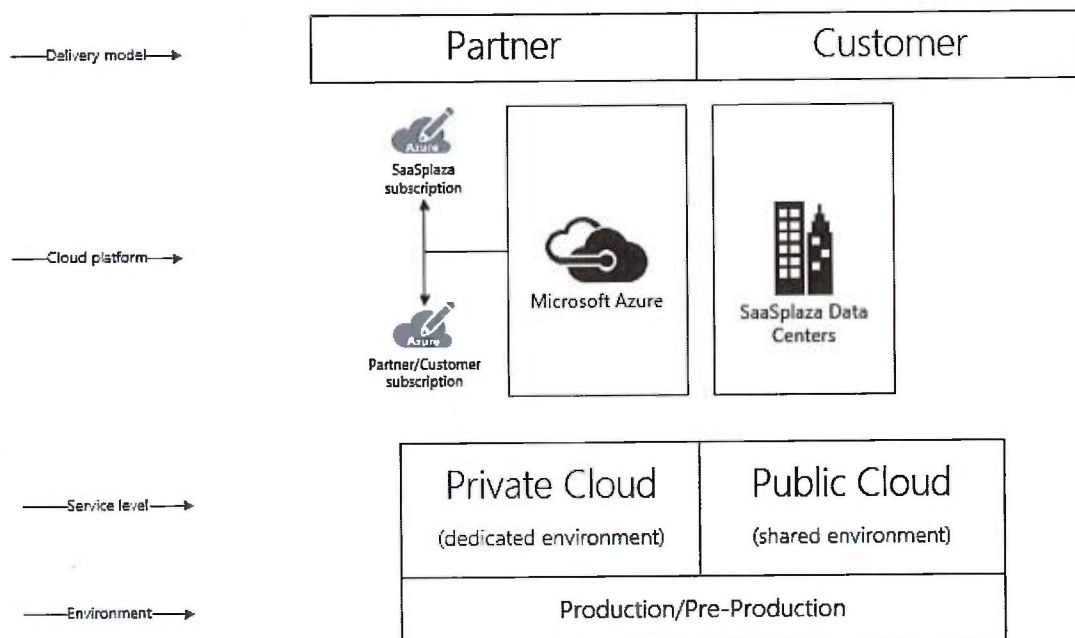 Delivery model
Partner
Customer
Azure
SaaSplaza
subscription
Cloud platform
Microsoft Azure
SaaSplaza Data
Centers
Azure
Partner/Customer
subscription
Service level
Private Cloud
(dedicated environment)
Public Cloud
(shared environment)
Environment
Production/Pre-Production